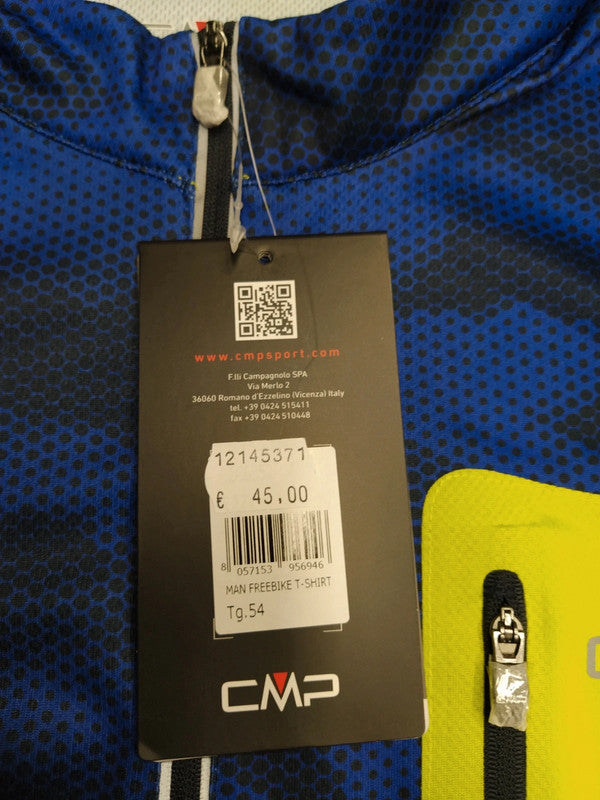 www.cmpsport.com
F.lli Campagnolo SPA
Via Merlo 2
36060 Romano d'Ezzelino (Vicenza) Italy
tel. +39 0424 515411
fax +39 0424 510448
12145371
€ 45,00
8 057153 956946
MAN FREEBIKE T-SHIRT
Tg.54
CMP